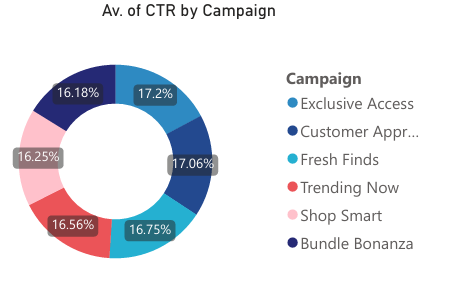 Av. of CTR by Campaign
16.18%
17.2%
16.25%
17.06%
16.56%
16.75%
Campaign
Exclusive Access
Customer Appr...
Fresh Finds
Trending Now
Shop Smart
Bundle Bonanza